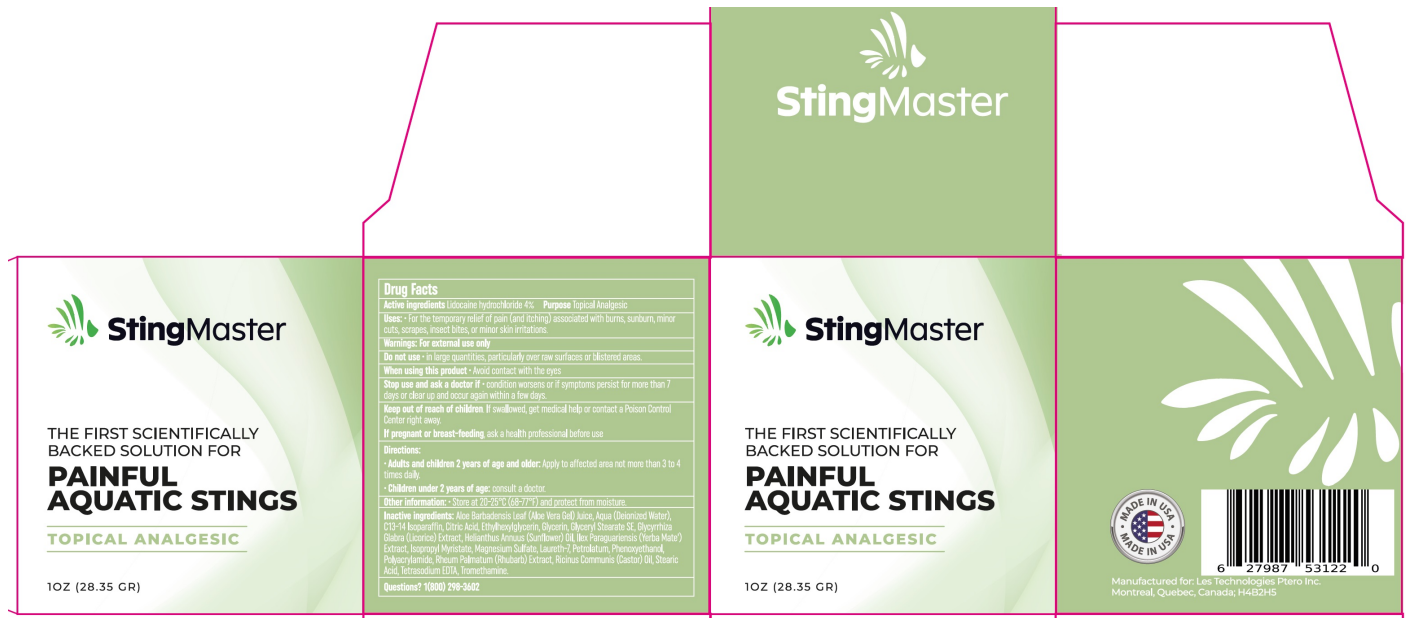 StingMaster
StingMaster
THE FIRST SCIENTIFICALLY
BACKED SOLUTION FOR
PAINFUL
AQUATIC STINGS
TOPICAL ANALGESIC
1OZ (28.35 GR)
Drug Facts
Active ingredients Lidocaine hydrochloride 4% Purpose Topical Analgesic
Uses: • For the temporary relief of pain (and itching) associated with burns, sunburn, minor
cuts, scrapes, insect bites, or minor skin irritations.
Warnings: For external use only
Do not use • in large quantities, particularly over raw surfaces or blistered areas.
When using this product • Avoid contact with the eyes
Stop use and ask a doctor if • condition worsens or if symptoms persist for more than 7
days or clear up and occur again within a few days.
Keep out of reach of children If swallowed, get medical help or contact a Poison Control
Center right away.
If pregnant or breast-feeding, ask a health professional before use
Directions:
• Adults and children 2 years of age and older: Apply to affected area not more than 3 to 4
times daily.
• Children under 2 years of age: consult a doctor.
Other information: • Store at 20-25°C (68-77°F) and protect from moisture.
Inactive ingredients: Aloe Barbadensis Leaf (Aloe Vera Gel) Juice, Aqua (Deionized Water),
C13-14 Isoparaffin, Citric Acid, Ethylhexylglycerin, Glycerin, Glyceryl Stearate SE, Glycyrrhiza
Glabra (Licorice) Extract, Helianthus Annuus (Sunflower) Oil, Ilex Paraguariensis (Yerba Mate')
Extract, Isopropyl Myristate, Magnesium Sulfate, Laureth-7, Petrolatum, Phenoxyethanol,
Polyacrylamide, Rheum Palmatum (Rhubarb) Extract, Ricinus Communis (Castor) Oil, Stearic
Acid, Tetrasodium EDTA, Tromethamine.
Questions? 1(800) 298-3602
StingMaster
THE FIRST SCIENTIFICALLY
BACKED SOLUTION FOR
PAINFUL
AQUATIC STINGS
TOPICAL ANALGESIC
1OZ (28.35 GR)
MADE IN USA
MADE IN USA
6 27987 53122 0
Manufactured for: Les Technologies Ptero Inc.
Montreal, Quebec, Canada; H4B2H5